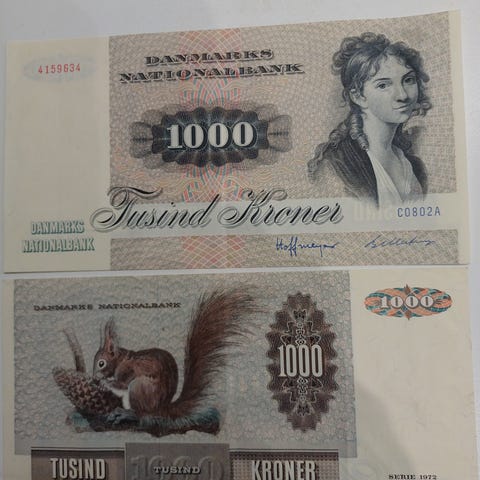 4159634
DANMARKS
NATIONALBANK
1000
Tusind Kroner
C0802A
DANMARKS
NATIONALBANK
Hoffmeyer
DANMARKS NATIONALBANK
1000
1000
TUSIND
1000
TUSIND
KRONER
SERIE 1972